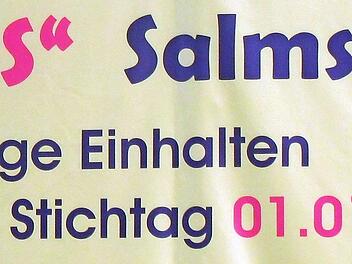 S“ Salms
ge Einhalten
Stichtag 01.0